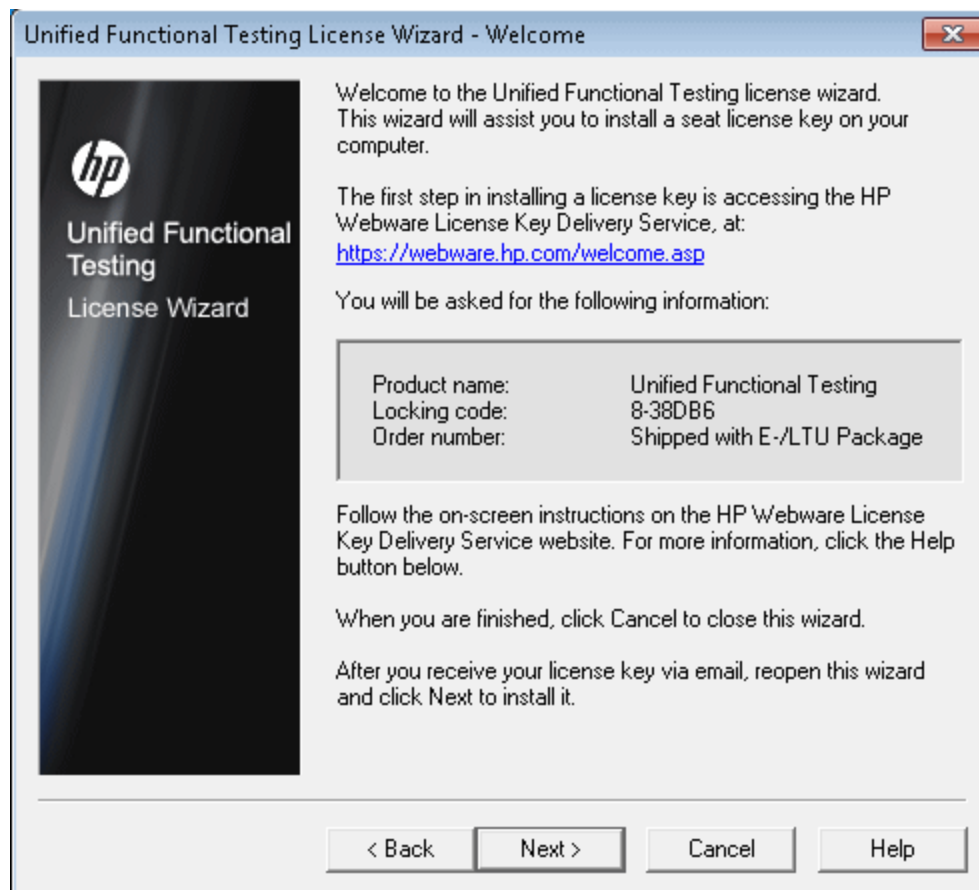 Unified Functional Testing License Wizard - Welcome
hp
Unified Functional
Testing
License Wizard
Welcome to the Unified Functional Testing license wizard.
This wizard will assist you to install a seat license key on your
computer.
The first step in installing a license key is accessing the HP
Webware License Key Delivery Service, at:
https://webware.hp.com/welcome.asp
You will be asked for the following information:
Product name: Unified Functional Testing
Locking code: 8-38DB6
Order number: Shipped with E-/LTU Package
Follow the on-screen instructions on the HP Webware License
Key Delivery Service website. For more information, click the Help
button below.
When you are finished, click Cancel to close this wizard.
After you receive your license key via email, reopen this wizard
and click Next to install it.
< Back Next > Cancel Help